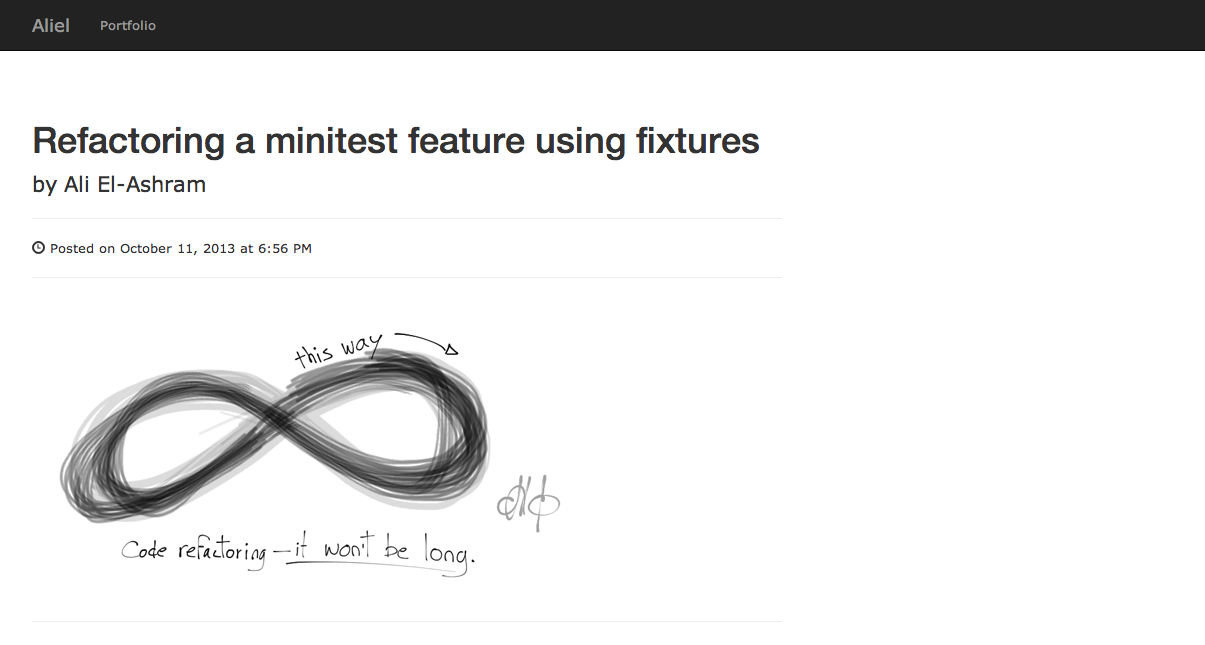 Aliel Portfolio
Refactoring a minitest feature using fixtures
by Ali El-Ashram
Posted on October 11, 2013 at 6:56 PM
this way
Code refactoring – it won't be long.